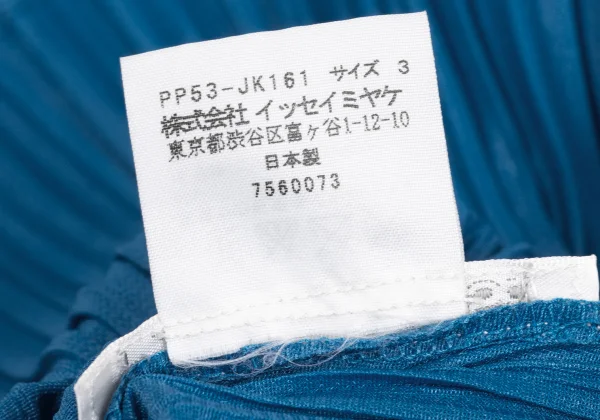 PP53-JK161 サイズ 3
株式会社 イッセイミヤケ
東京都渋谷区富ヶ谷1-12-10
日本製
7560073